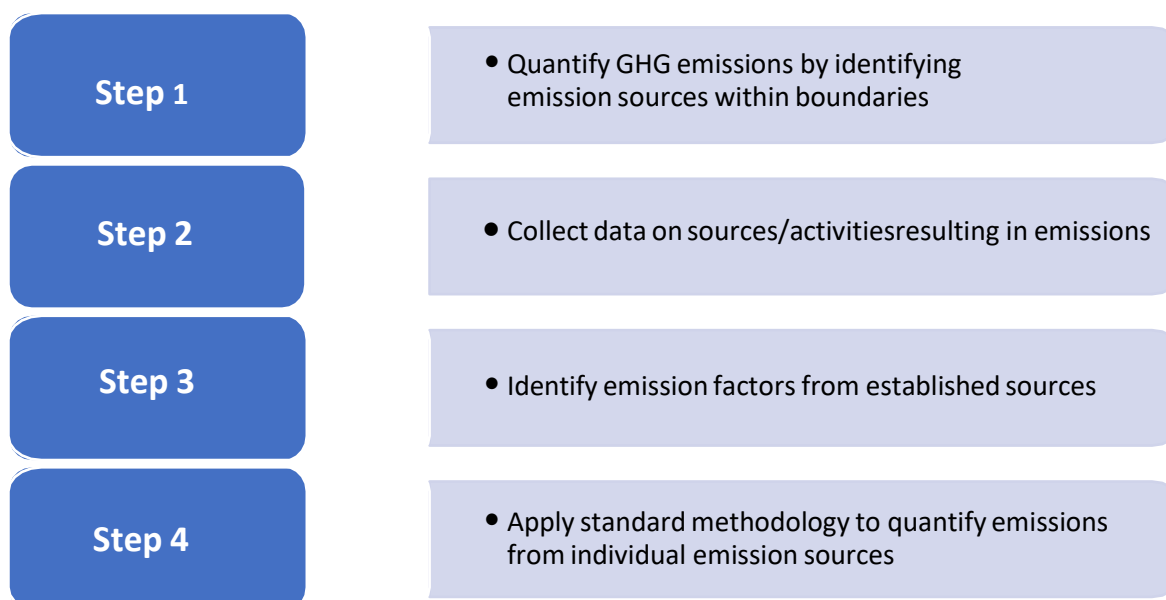 Step 1
• Quantify GHG emissions by identifying
emission sources within boundaries
Step 2
• Collect data on sources/activitiesresulting in emissions
Step 3
• Identify emission factors from established sources
Step 4
• Apply standard methodology to quantify emissions
from individual emission sources